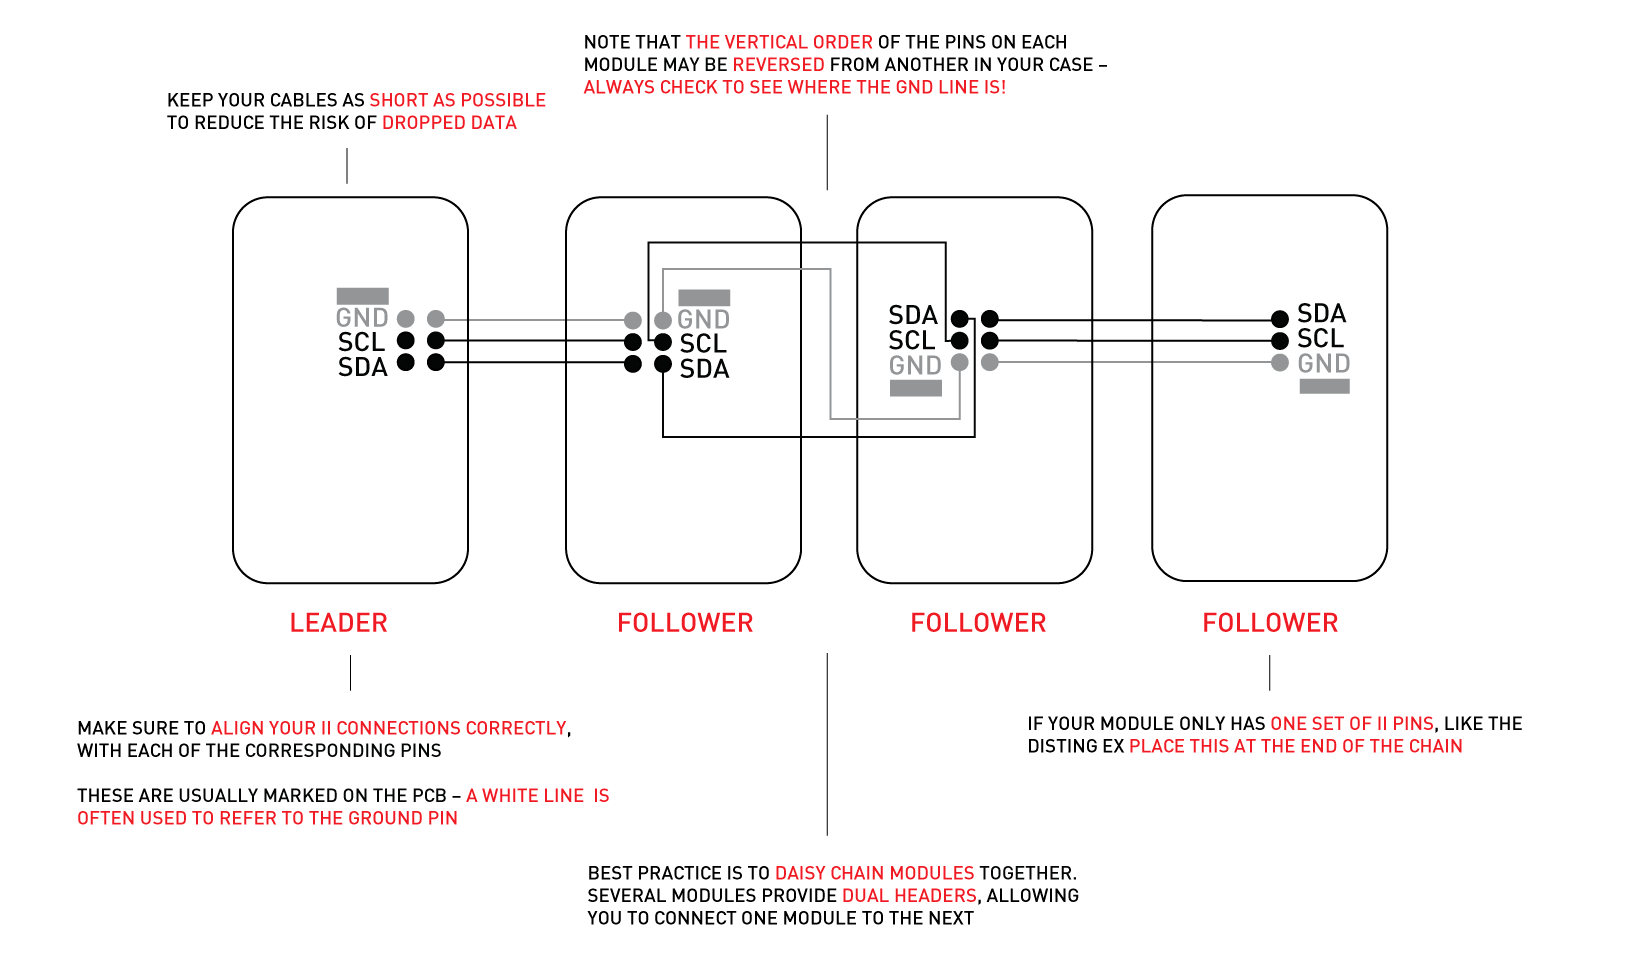 NOTE THAT THE VERTICAL ORDER OF THE PINS ON EACH
MODULE MAY BE REVERSED FROM ANOTHER IN YOUR CASE –
ALWAYS CHECK TO SEE WHERE THE GND LINE IS!
KEEP YOUR CABLES AS SHORT AS POSSIBLE
TO REDUCE THE RISK OF DROPPED DATA
GND
SCL
SDA
GND
SCL
SDA
SDA
SCL
GND
SDA
SCL
GND
LEADER
FOLLOWER
FOLLOWER
FOLLOWER
MAKE SURE TO ALIGN YOUR II CONNECTIONS CORRECTLY,
WITH EACH OF THE CORRESPONDING PINS
THESE ARE USUALLY MARKED ON THE PCB – A WHITE LINE IS
OFTEN USED TO REFER TO THE GROUND PIN
IF YOUR MODULE ONLY HAS ONE SET OF II PINS, LIKE THE
DISTING EX PLACE THIS AT THE END OF THE CHAIN
BEST PRACTICE IS TO DAISY CHAIN MODULES TOGETHER.
SEVERAL MODULES PROVIDE DUAL HEADERS, ALLOWING
YOU TO CONNECT ONE MODULE TO THE NEXT